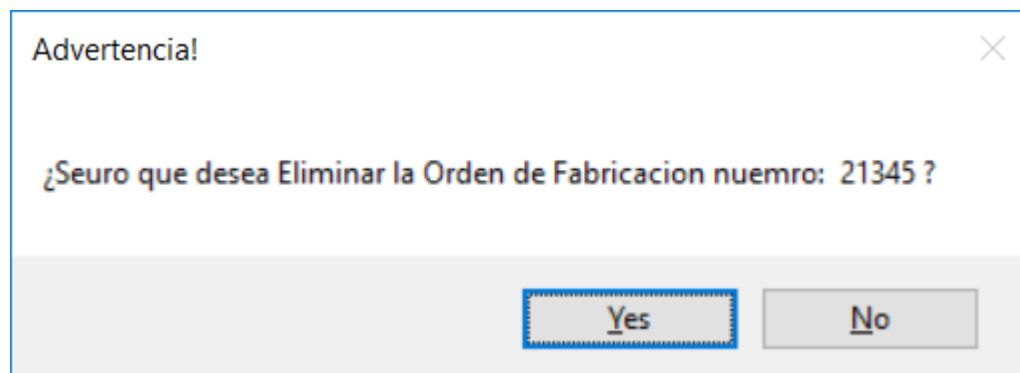 Advertencia!
¿Seuro que desea Eliminar la Orden de Fabricacion nuemro:  21345 ?
Yes No